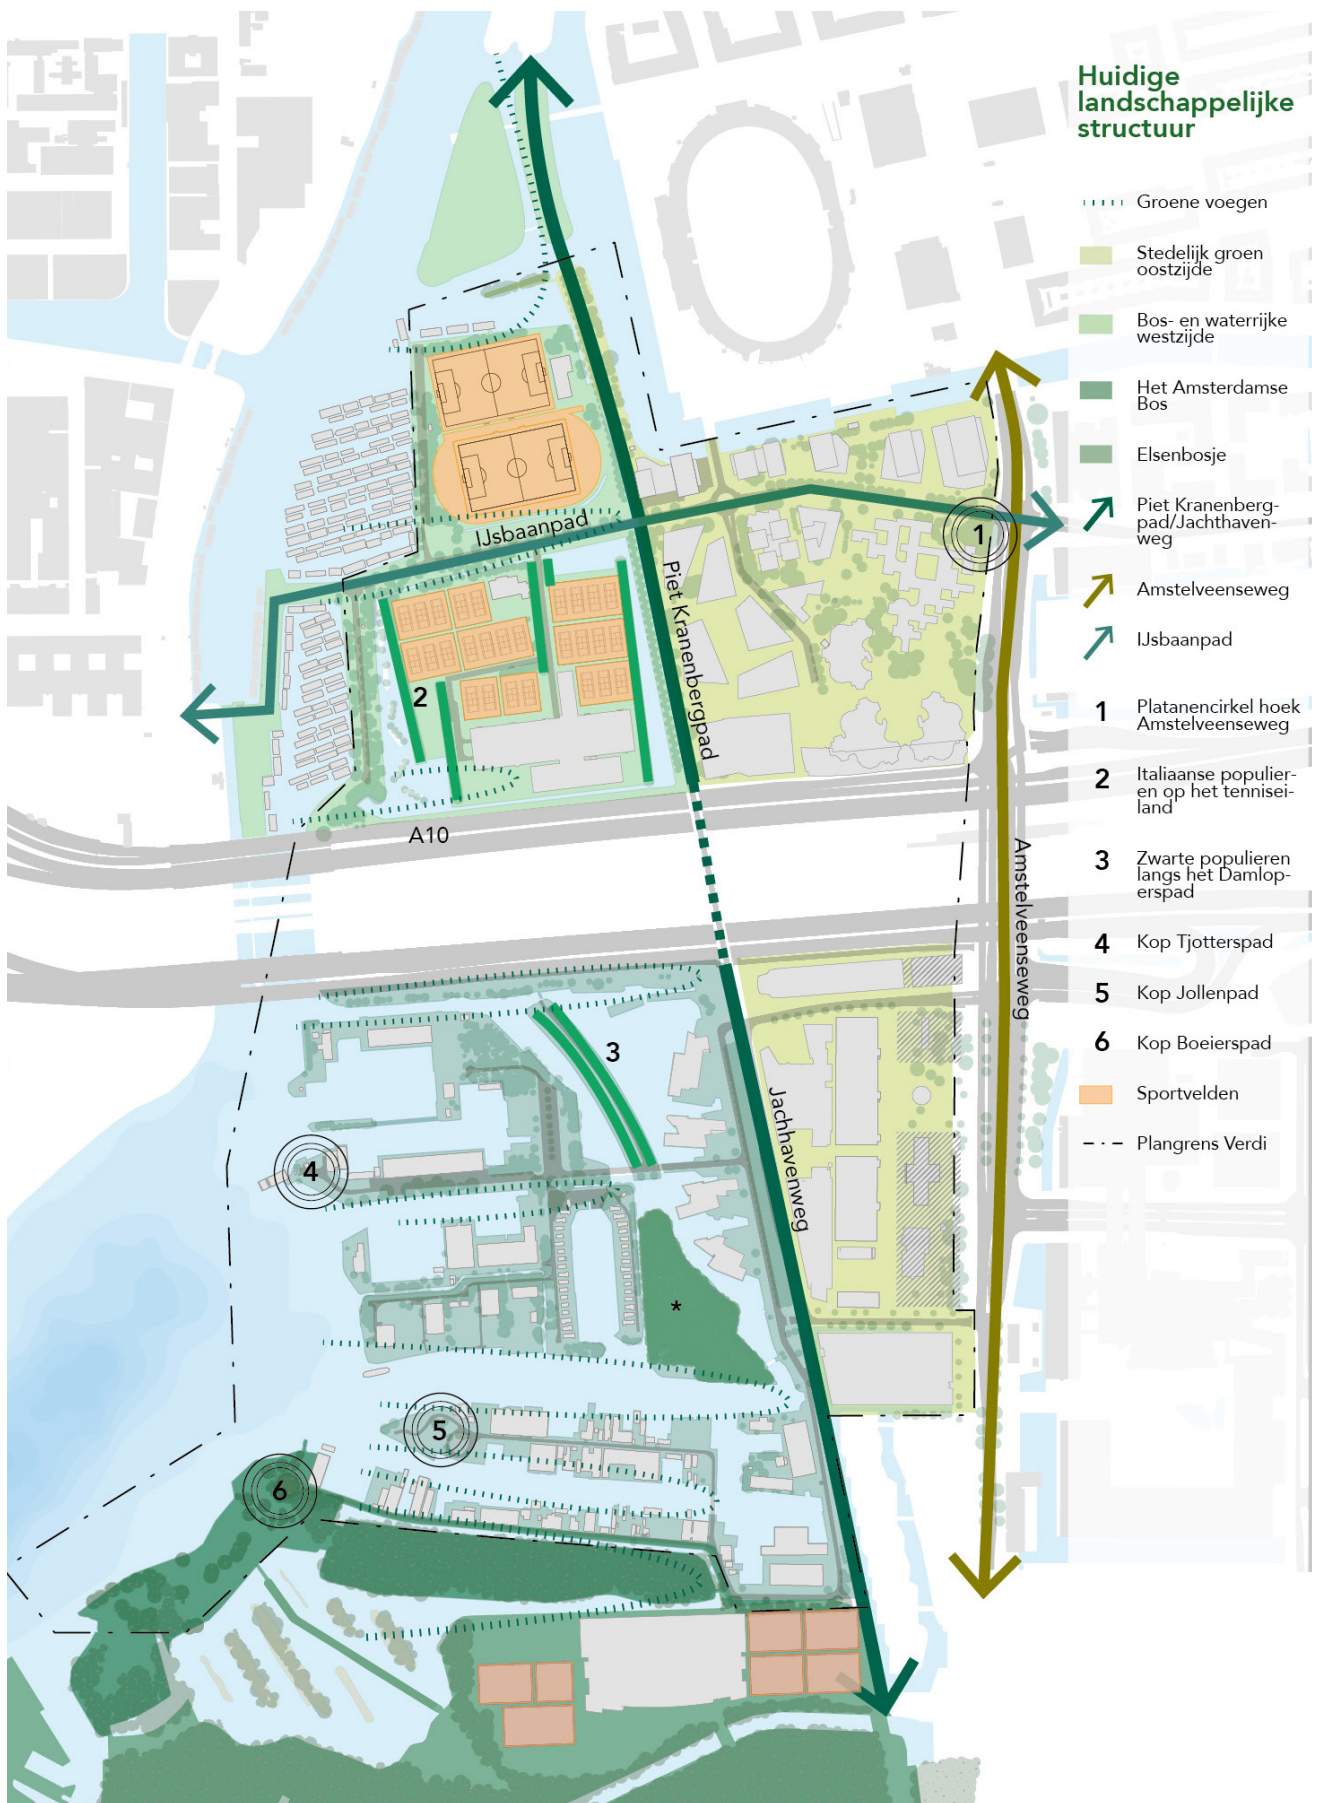 Huidige
landschappelijke
structuur
Groene voegen
Stedelijk groen
oostzijde
Bos- en waterrijke
westzijde
Het Amsterdamse
Bos
Elsenbosje
Piet Kranenberg-
pad/Jachthaven-
weg
Amstelveenseweg
IJsbaanpad
1 Platanencirkel hoek
Amstelveenseweg
2 Italiaanse populier-
en op het tennisei-
land
3 Zwarte populieren
langs het Damlop-
erspad
4 Kop Tjotterspad
5 Kop Jollenpad
6 Kop Boeierspad
Sportvelden
Plangrens Verdi
IJsbaanpad
1
Piet Kranenbergpad
2
A10
Amstelveenseweg
3
Jachhavenweg
4
*
5
6